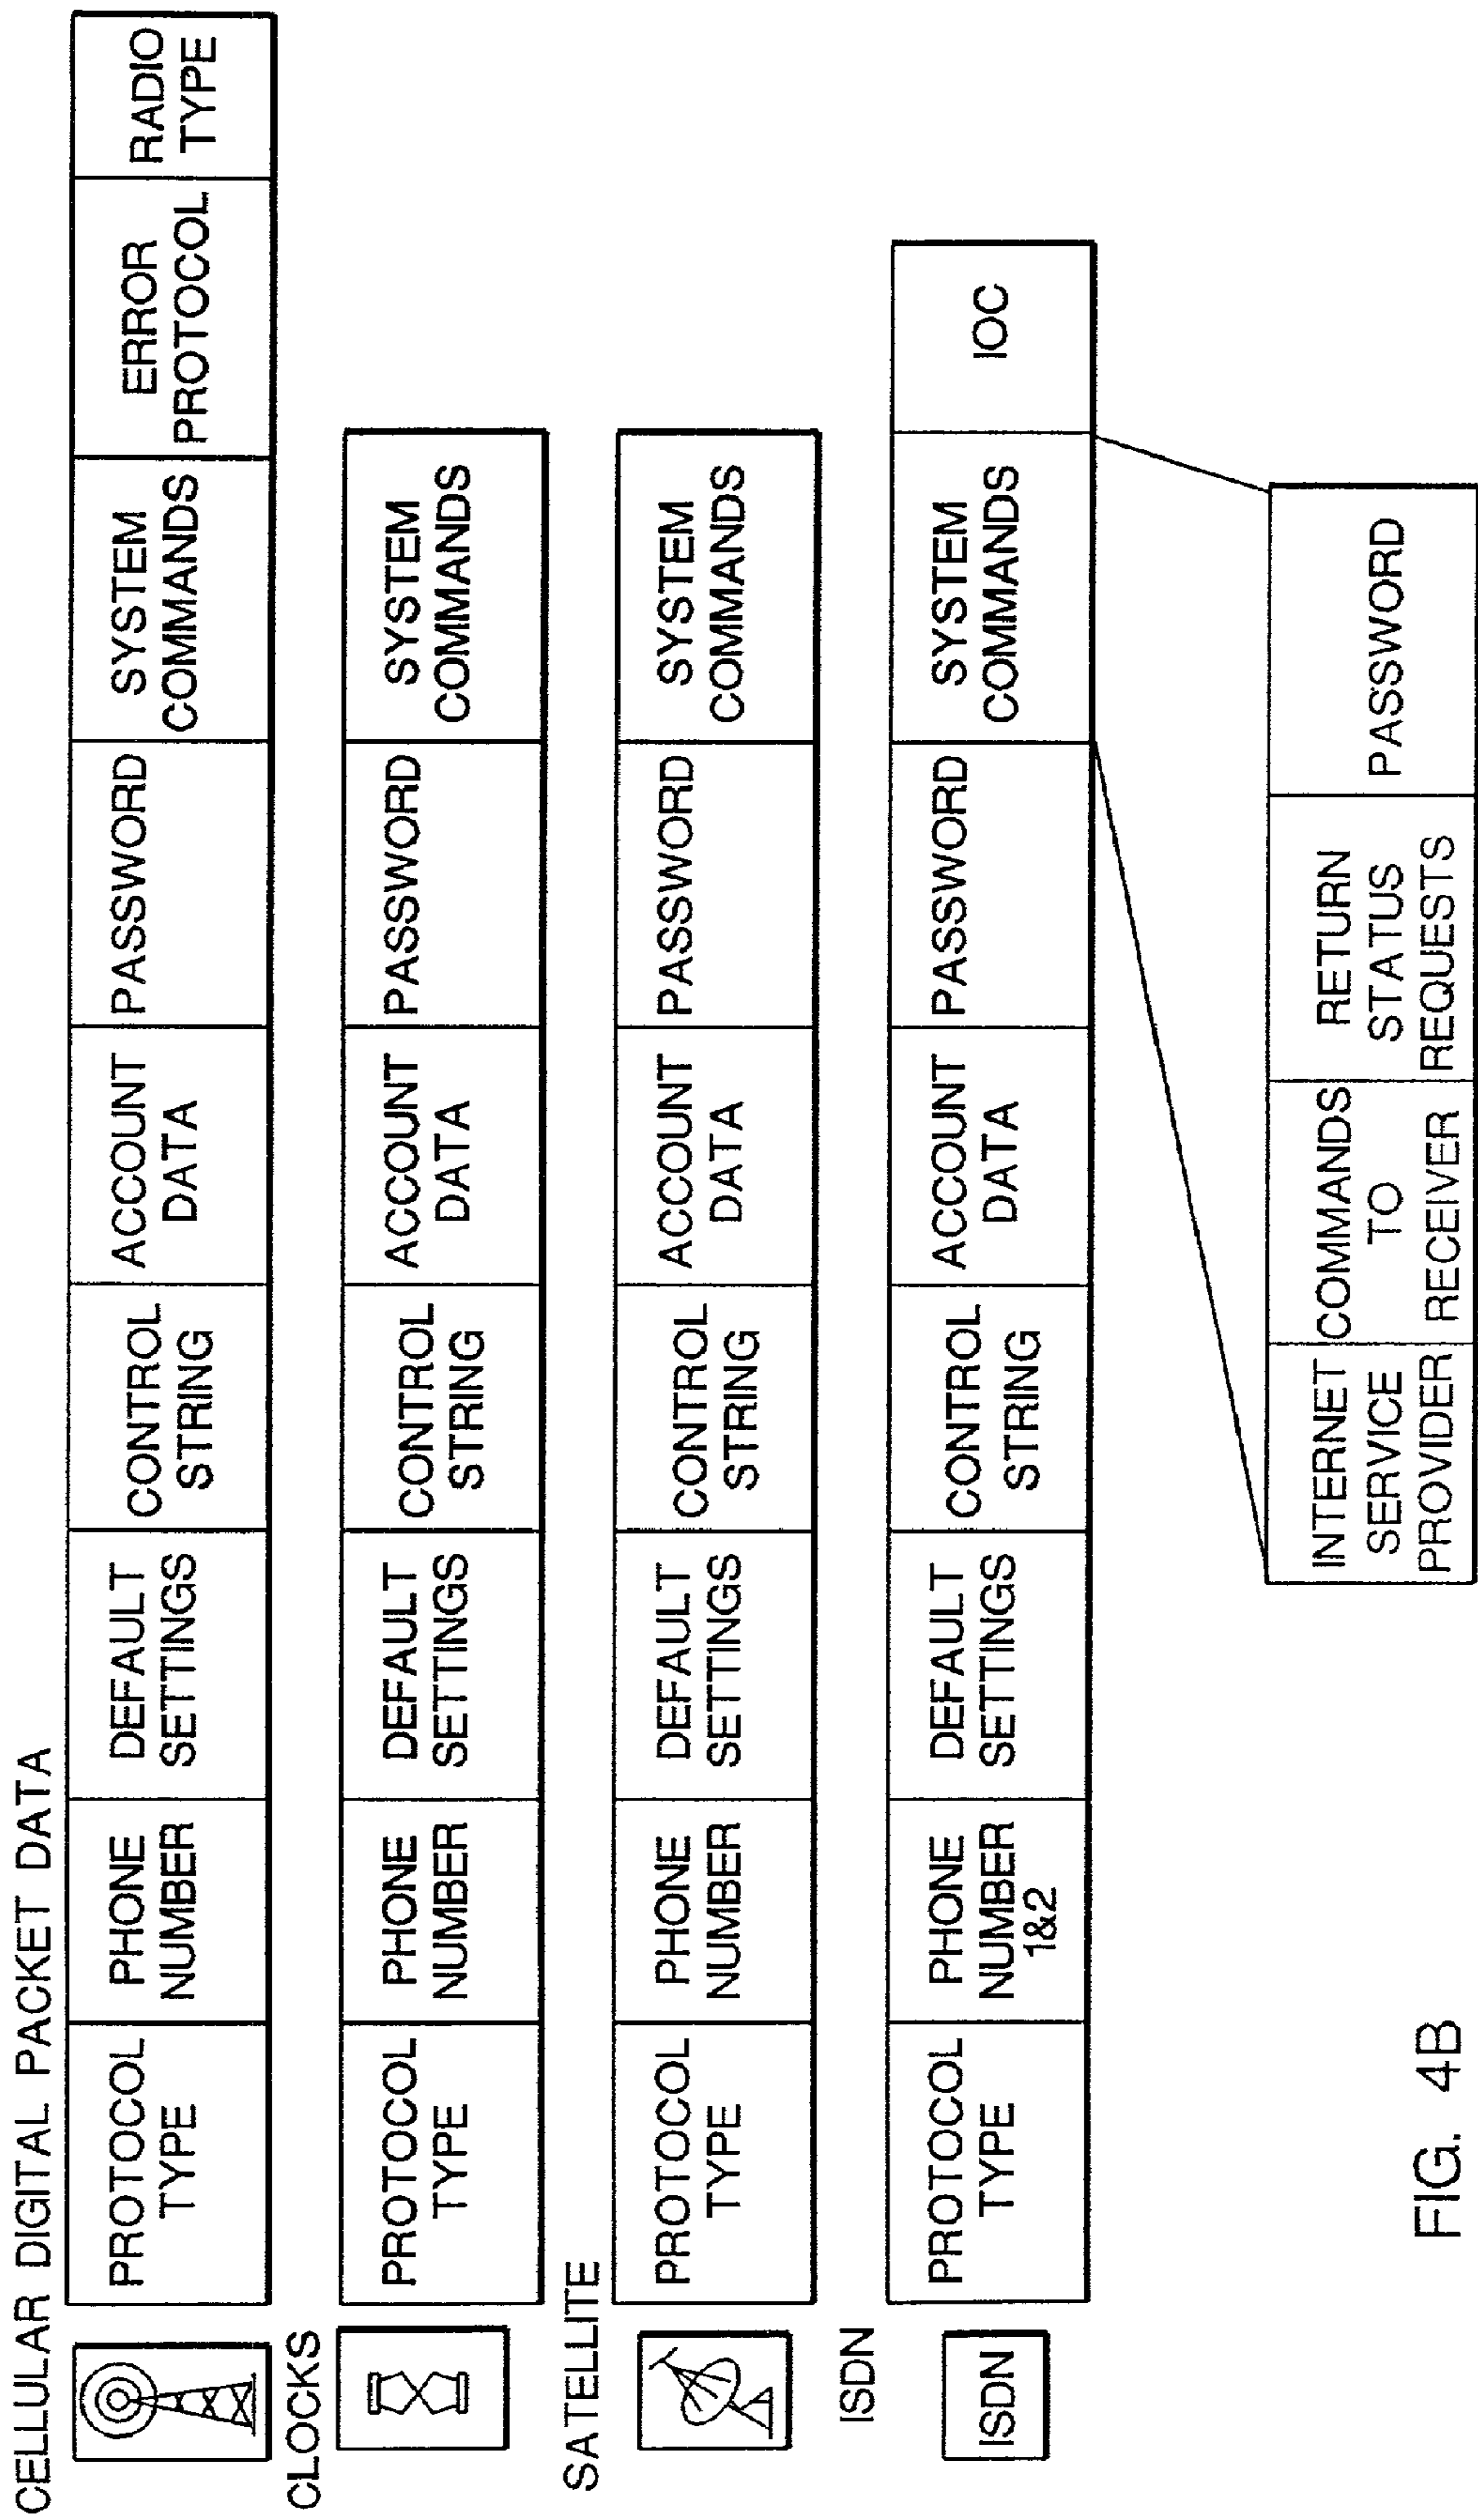 CELLULAR DIGITAL PACKET DATA
PROTOCOL
TYPE
PHONE
NUMBER
DEFAULT
SETTINGS
CONTROL
STRING
ACCOUNT
DATA
PASSWORD
SYSTEM
COMMANDS
ERROR
PROTOCOL
RADIO
TYPE
CLOCKS
PROTOCOL
TYPE
PHONE
NUMBER
DEFAULT
SETTINGS
CONTROL
STRING
ACCOUNT
DATA
PASSWORD
SYSTEM
COMMANDS
SATELLITE
PROTOCOL
TYPE
PHONE
NUMBER
DEFAULT
SETTINGS
CONTROL
STRING
ACCOUNT
DATA
PASSWORD
SYSTEM
COMMANDS
ISDN
ISDN
PROTOCOL
TYPE
PHONE
NUMBER
1&2
DEFAULT
SETTINGS
CONTROL
STRING
ACCOUNT
DATA
PASSWORD
SYSTEM
COMMANDS
IOC
INTERNET
SERVICE
PROVIDER
COMMANDS
TO
RECEIVER
RETURN
STATUS
REQUESTS
PASSWORD
FIG. 4B